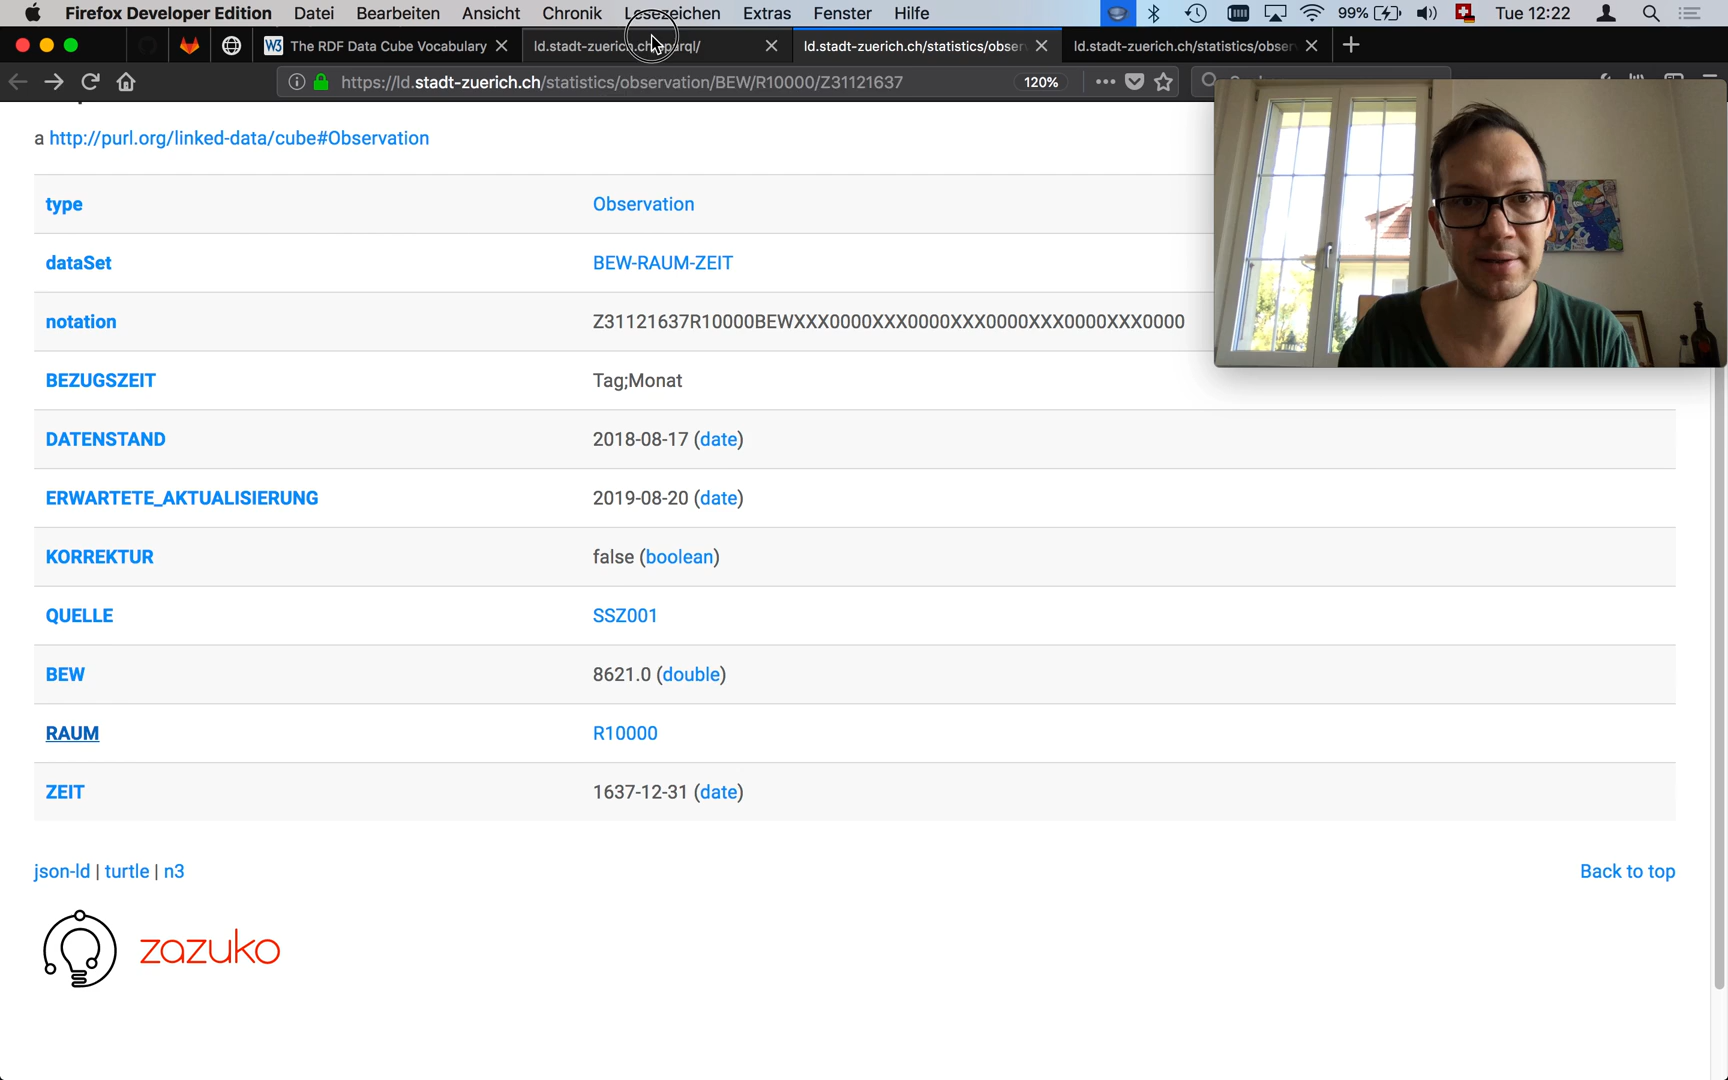 Firefox Developer Edition Datei Bearbeiten Ansicht Chronik Lesezeichen Extras Fenster Hilfe 99% Tue 12:22
W3 The RDF Data Cube Vocabulary ld.stadt-zuerich.ch/sparql/ ld.stadt-zuerich.ch/statistics/obser ld.stadt-zuerich.ch/statistics/obser
https://ld.stadt-zuerich.ch/statistics/observation/BEW/R10000/Z31121637 120%
a http://purl.org/linked-data/cube#Observation
type Observation
dataSet BEW-RAUM-ZEIT
notation Z31121637R10000BEWXXX0000XXX0000XXX0000XXX0000XXX0000
BEZUGSZEIT Tag;Monat
DATENSTAND 2018-08-17 (date)
ERWARTETE_AKTUALISIERUNG 2019-08-20 (date)
KORREKTUR false (boolean)
QUELLE SSZ001
BEW 8621.0 (double)
RAUM R10000
ZEIT 1637-12-31 (date)
json-ld | turtle | n3 Back to top
zazuko